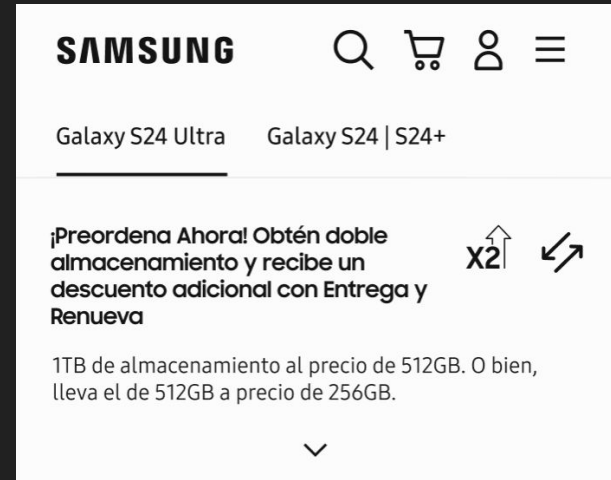 SAMSUNG
Galaxy S24 Ultra
Galaxy S24 | S24+
¡Preordena Ahora! Obtén doble
almacenamiento y recibe un
descuento adicional con Entrega y
Renueva
X2
1TB de almacenamiento al precio de 512GB. O bien,
lleva el de 512GB a precio de 256GB.